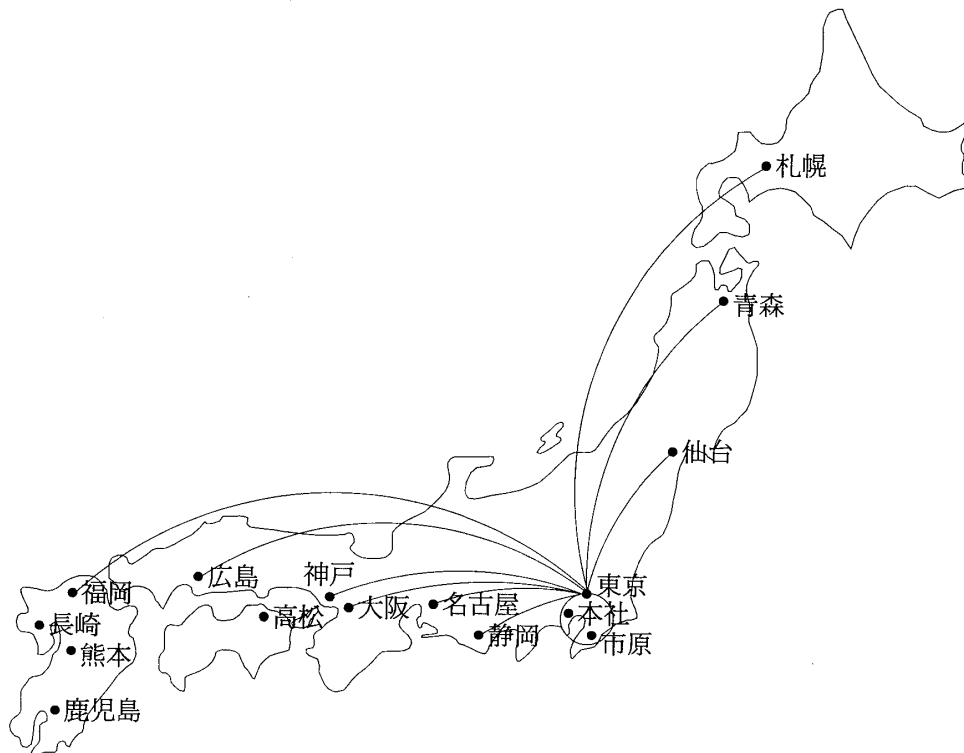 札幌
青森
仙台
東京
本社
市原
静岡
名古屋
大阪
神戸
高松
広島
福岡
長崎
熊本
鹿児島